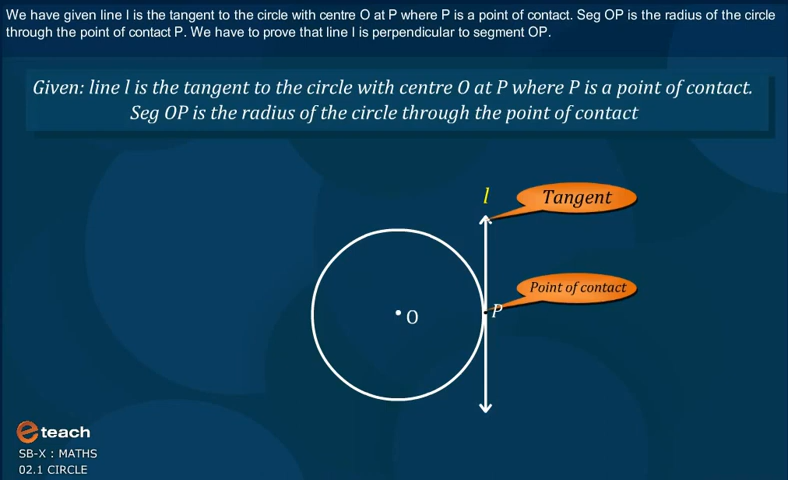 We have given line l is the tangent to the circle with centre O at P where P is a point of contact. Seg OP is the radius of the circle
through the point of contact P. We have to prove that line l is perpendicular to segment OP.
Given: line l is the tangent to the circle with centre O at P where P is a point of contact.
Seg OP is the radius of the circle through the point of contact
l
Tangent
Point of contact
O
P
e teach
SB-X : MATHS
02.1 CIRCLE